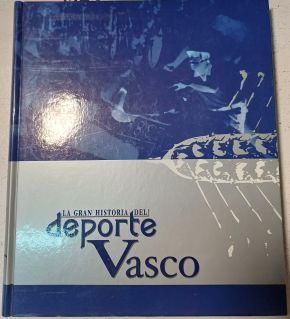 LA GRAN HISTORIA DEL
deporte
Vasco